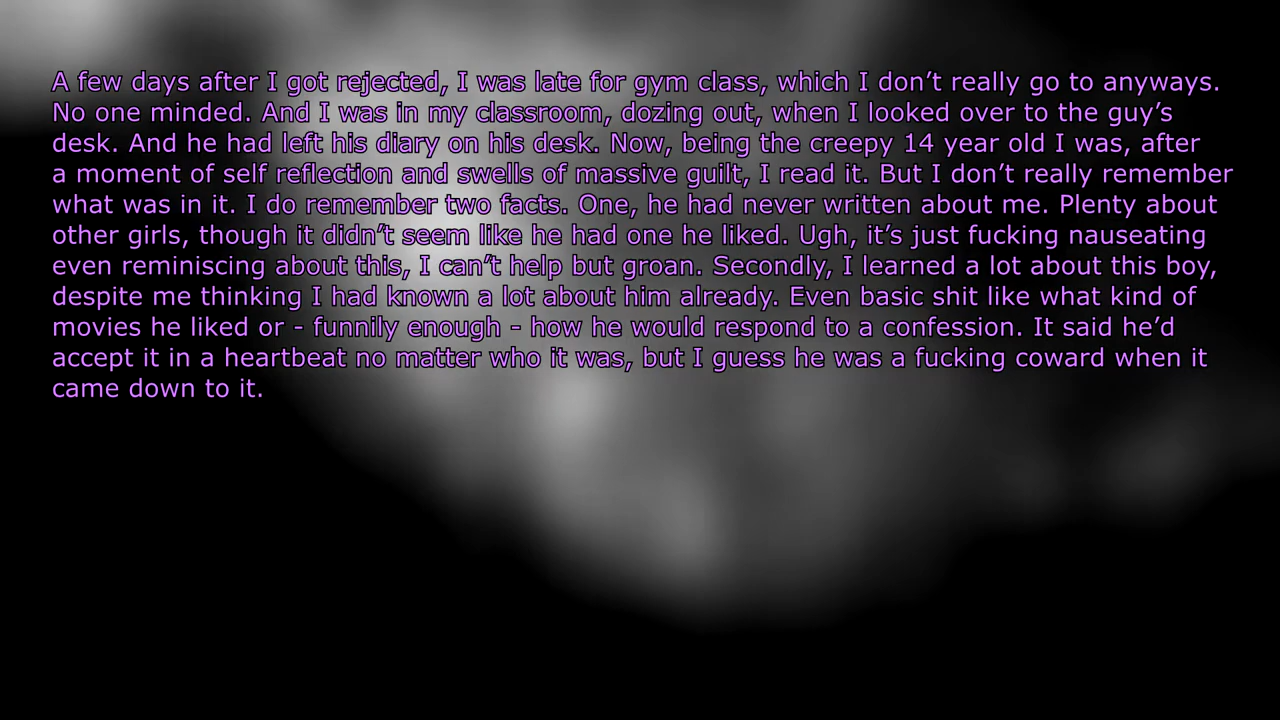 A few days after I got rejected, I was late for gym class, which I don’t really go to anyways.
No one minded. And I was in my classroom, dozing out, when I looked over to the guy’s
desk. And he had left his diary on his desk. Now, being the creepy 14 year old I was, after
a moment of self reflection and swells of massive guilt, I read it. But I don’t really remember
what was in it. I do remember two facts. One, he had never written about me. Plenty about
other girls, though it didn’t seem like he had one he liked. Ugh, it’s just fucking nauseating
even reminiscing about this, I can’t help but groan. Secondly, I learned a lot about this boy,
despite me thinking I had known a lot about him already. Even basic shit like what kind of
movies he liked or - funnily enough - how he would respond to a confession. It said he’d
accept it in a heartbeat no matter who it was, but I guess he was a fucking coward when it
came down to it.